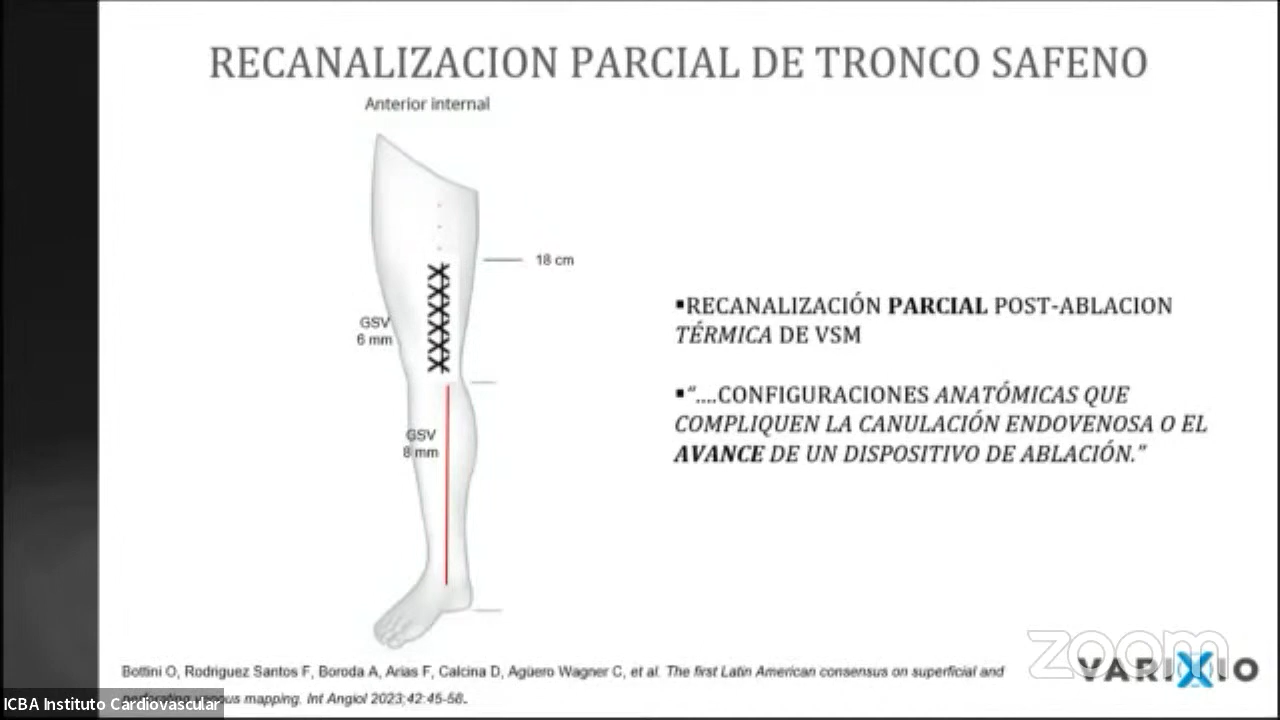 RECANALIZACION PARCIAL DE TRONCO SAFENO
Anterior internal
18 cm
GSV
6 mm
GSV
8 mm
▪RECANALIZACIÓN PARCIAL POST-ABLACION
TÉRMICA DE VSM
▪“....CONFIGURACIONES ANATÓMICAS QUE
COMPLIQUEN LA CANULACIÓN ENDOVENOSA O EL
AVANCE DE UN DISPOSITIVO DE ABLACIÓN.”
Bottini O, Rodriguez Santos F, Boroda A, Arias F, Calcina D, Agüero Wagner C, et al. The first Latin American consensus on superficial and
perforating venous mapping. Int Angiol 2023;42:45-58.
zoom
VARIXIO
ICBA Instituto Cardiovascular